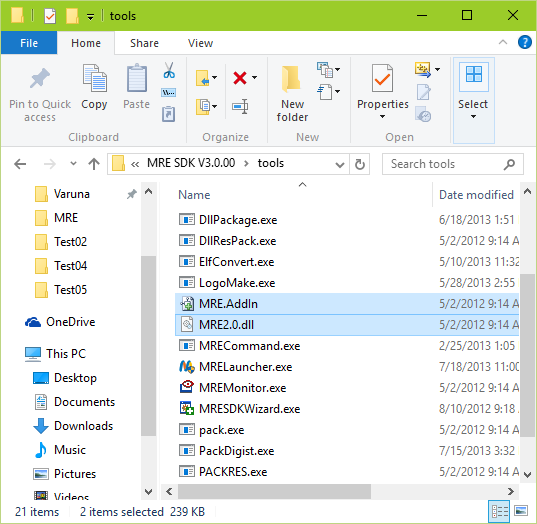 tools
File Home Share View
Pin to Quick access
Copy
Paste
New folder
Properties
Select
Clipboard Organize New Open
« MRE SDK V3.0.00 > tools
Search tools
Varuna
MRE
Test02
Test04
Test05
OneDrive
This PC
Desktop
Documents
Downloads
Music
Pictures
Videos
Name Date modified
DllPackage.exe 6/18/2013 1:51
DllResPack.exe 5/2/2012 9:14 A
ElfConvert.exe 5/10/2013 11:32
LogoMake.exe 5/28/2013 2:55
MRE.AddIn 5/2/2012 9:14 A
MRE2.0.dll 5/2/2012 9:14 A
MRECommand.exe 2/25/2013 1:05
MRELauncher.exe 7/18/2013 11:00
MREMonitor.exe 5/2/2012 9:14 A
MRESDKWizard.exe 8/10/2012 9:18
pack.exe 5/2/2012 9:14 A
PackDigist.exe 7/15/2013 3:32
PACKRES.exe 5/2/2012 9:14 A
21 items 2 items selected 239 KB